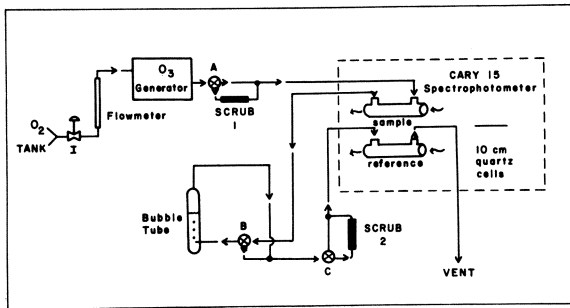 O2
TANK
I
Flowmeter
O3
Generator
A
SCRUB
1
CARY 15
Spectrophotometer
sample
reference
10 cm
quartz
cells
Bubble
Tube
B
C
SCRUB
2
VENT